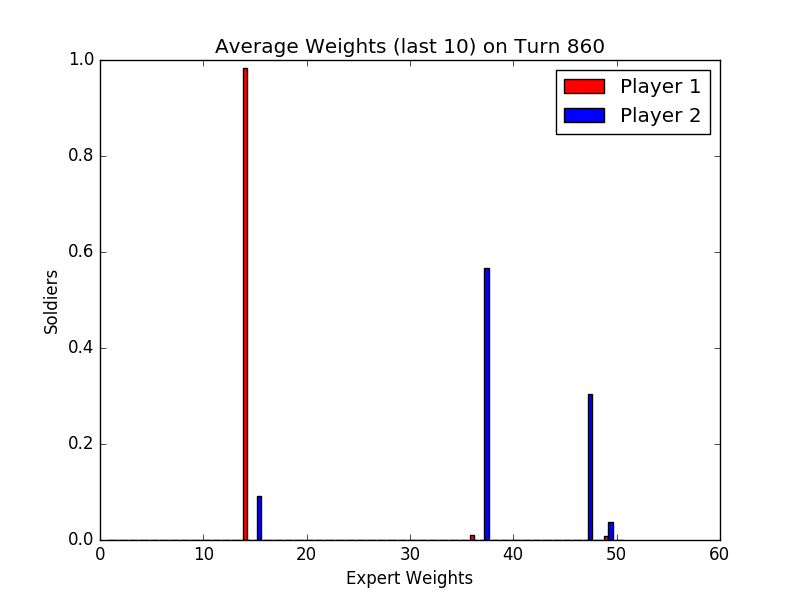 Average Weights (last 10) on Turn 860
1.0
0.8
0.6
0.4
0.2
0.0
Soldiers
Player 1
Player 2
0 10 20 30 40 50 60
Expert Weights